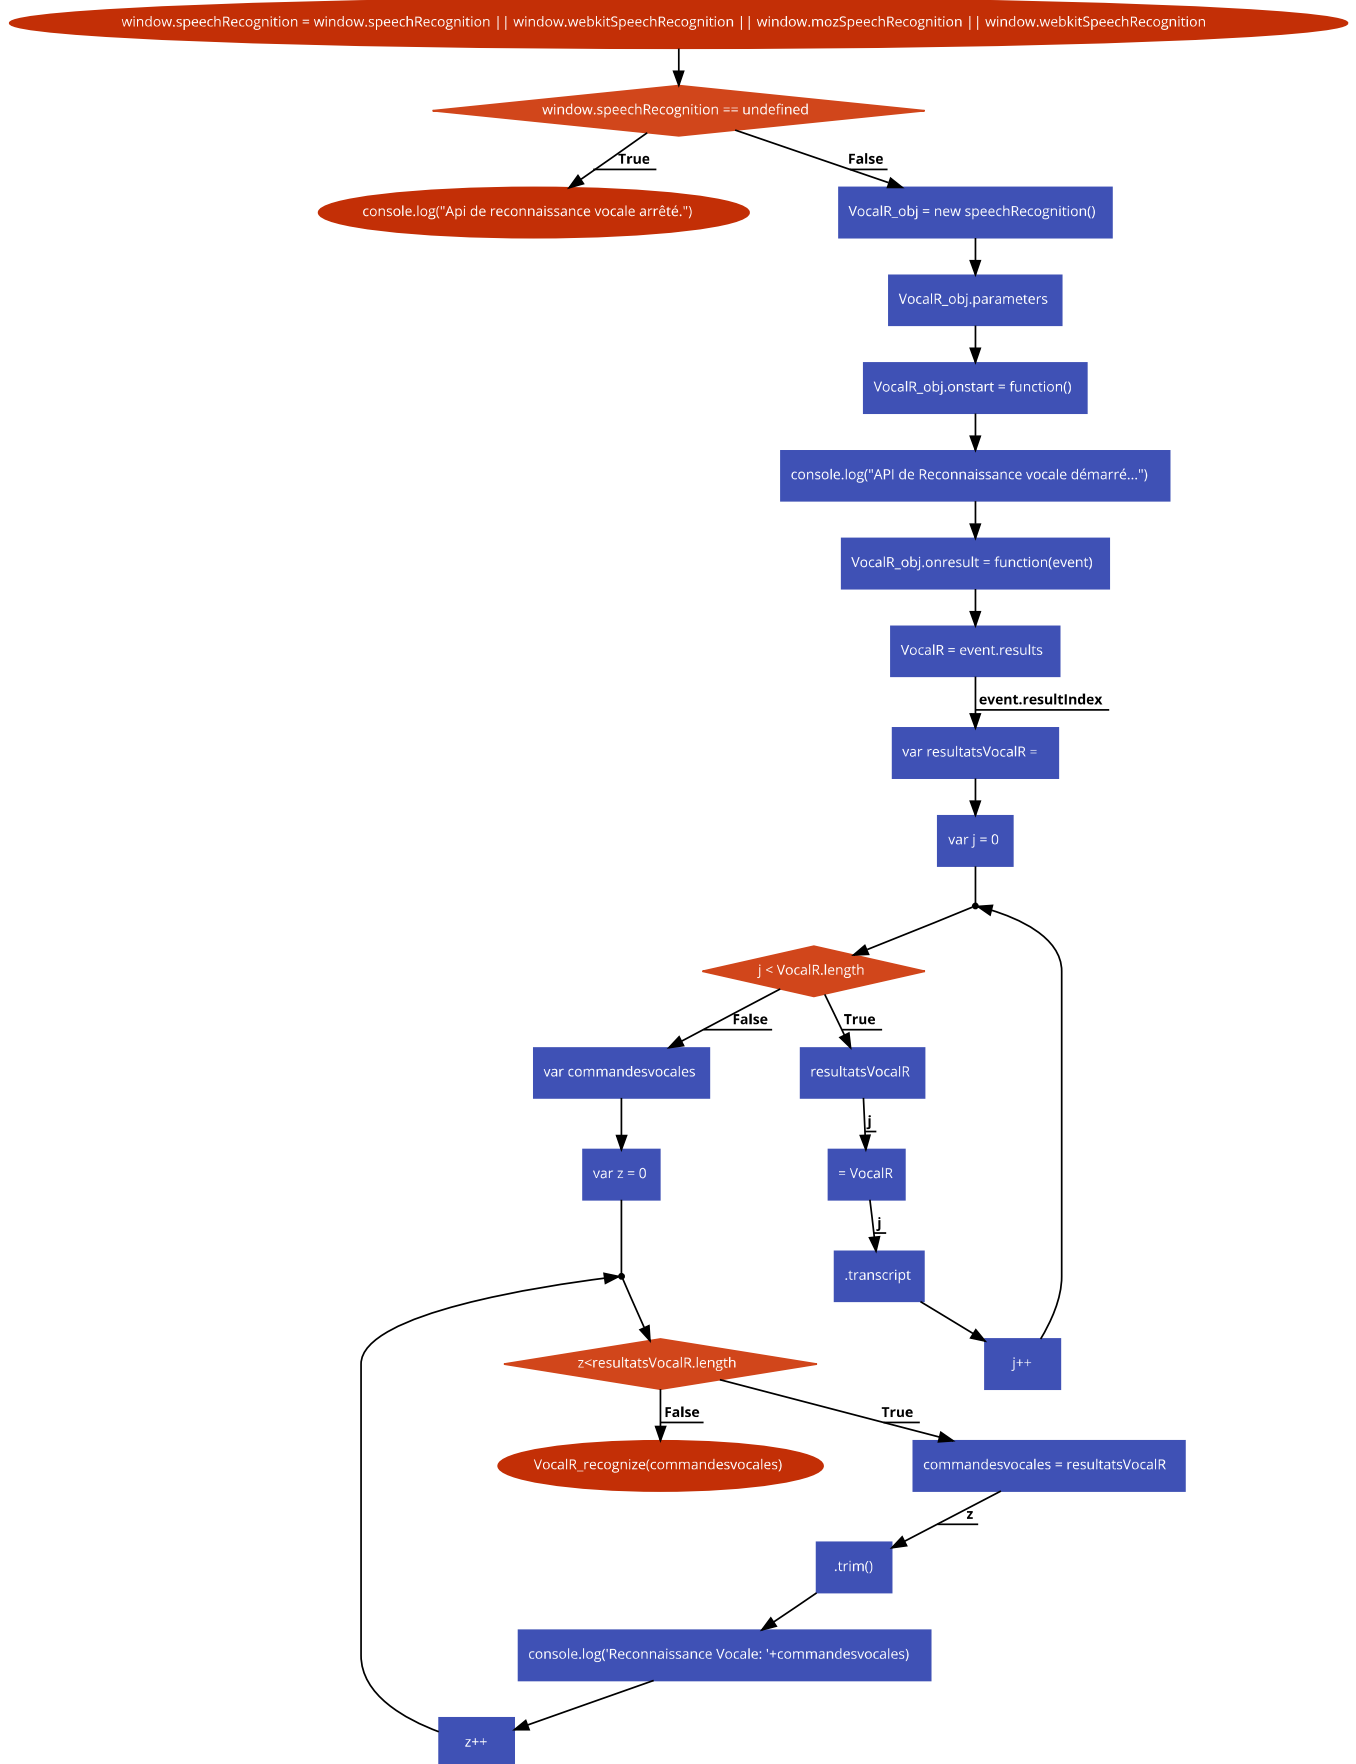 window.speechRecognition = window.speechRecognition || window.webkitSpeechRecognition || window.mozSpeechRecognition || window.webkitSpeechRecognition
window.speechRecognition == undefined
True
False
console.log("Api de reconnaissance vocale arrêté.")
VocalR_obj = new speechRecognition()
VocalR_obj.parameters
VocalR_obj.onstart = function()
console.log("API de Reconnaissance vocale démarré...")
VocalR_obj.onresult = function(event)
VocalR = event.results
event.resultIndex
var resultatsVocalR =
var j = 0
j < VocalR.length
False
True
var commandesvocales
resultatsVocalR
j
var z = 0
= VocalR
j
.transcript
z<resultatsVocalR.length
j++
False
True
VocalR_recognize(commandesvocales)
commandesvocales = resultatsVocalR
z
.trim()
console.log('Reconnaissance Vocale: '+commandesvocales)
z++